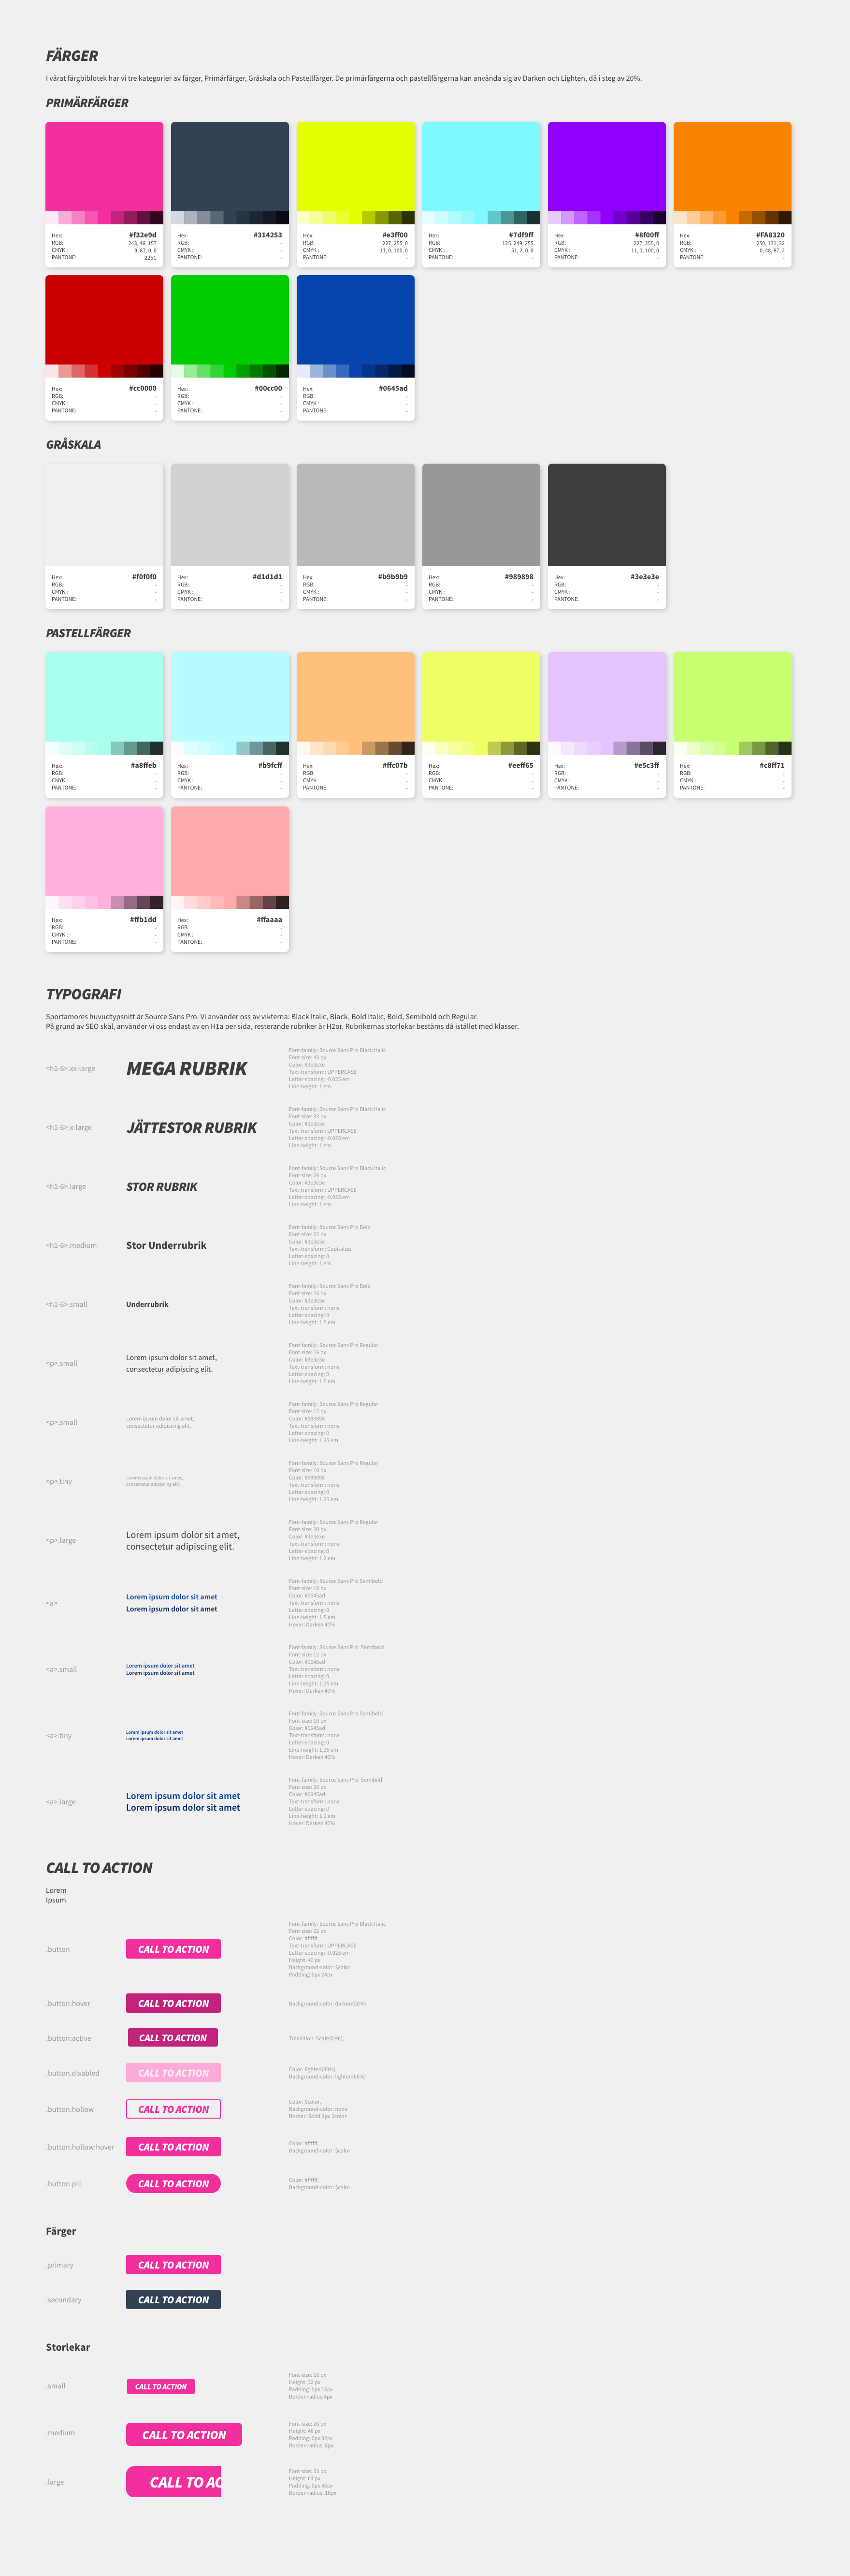 FÄRGER
I vårat färgbiblotek har vi tre kategorier av färger, Primärfärger, Gråskala och Pastellfärger. De primärfärgerna och pastellfärgerna kan använda sig av Darken och Lighten, då i steg av 20%.
PRIMÄRFÄRGER
Hex: #f32e9d
RGB: 243, 46, 157
CMYK : 9, 87, 0, 0
PANTONE: 225C
Hex: #314253
RGB: -
CMYK : -
PANTONE: -
Hex: #e3ff00
RGB: 227, 255, 0
CMYK : 11, 0, 100, 0
PANTONE: -
Hex: #7df9ff
RGB: 125, 249, 255
CMYK : 51, 2, 0, 0
PANTONE: -
Hex: #8f00ff
RGB: 227, 255, 0
CMYK : 11, 0, 100, 0
PANTONE: -
Hex: #FA8320
RGB: 250, 131, 32
CMYK : 0, 48, 87, 2
PANTONE: -
Hex: #cc0000
RGB: -
CMYK : -
PANTONE: -
Hex: #00cc00
RGB: -
CMYK : -
PANTONE: -
Hex: #0645ad
RGB: -
CMYK : -
PANTONE: -
GRÅSKALA
Hex: #f0f0f0
RGB: -
CMYK : -
PANTONE: -
Hex: #d1d1d1
RGB: -
CMYK : -
PANTONE: -
Hex: #b9b9b9
RGB: -
CMYK : -
PANTONE: -
Hex: #989898
RGB: -
CMYK : -
PANTONE: -
Hex: #3e3e3e
RGB: -
CMYK : -
PANTONE: -
PASTELLFÄRGER
Hex: #a8ffeb
RGB: -
CMYK : -
PANTONE: -
Hex: #b9fcff
RGB: -
CMYK : -
PANTONE: -
Hex: #ffc07b
RGB: -
CMYK : -
PANTONE: -
Hex: #eeff65
RGB: -
CMYK : -
PANTONE: -
Hex: #e5c3ff
RGB: -
CMYK : -
PANTONE: -
Hex: #c8ff71
RGB: -
CMYK : -
PANTONE: -
Hex: #ffb1dd
RGB: -
CMYK : -
PANTONE: -
Hex: #ffaaaa
RGB: -
CMYK : -
PANTONE: -
TYPOGRAFI
Sportamores huvudtypsnitt är Source Sans Pro. Vi använder oss av vikterna: Black Italic, Black, Bold Italic, Bold, Semibold och Regular.
På grund av SEO skäl, använder vi oss endast av en H1a per sida, resterande rubriker är H2or. Rubrikernas storlekar bestäms då istället med klasser.
<h1-6>.xx-large
MEGA RUBRIK
Font-family: Source Sans Pro Black Italic
Font-size: 43 px
Color: #3e3e3e
Text-transform: UPPERCASE
Letter-spacing: -0.025 em
Line-height: 1 em
<h1-6>.x-large
JÄTTESTOR RUBRIK
Font-family: Source Sans Pro Black Italic
Font-size: 33 px
Color: #3e3e3e
Text-transform: UPPERCASE
Letter-spacing: -0.025 em
Line-height: 1 em
<h1-6>.large
STOR RUBRIK
Font-family: Source Sans Pro Black Italic
Font-size: 26 px
Color: #3e3e3e
Text-transform: UPPERCASE
Letter-spacing: -0.025 em
Line-height: 1 em
<h1-6>.medium
Stor Underrubrik
Font-family: Source Sans Pro Bold
Font-size: 22 px
Color: #3e3e3e
Text-transform: Capitalize
Letter-spacing: 0
Line-height: 1 em
<h1-6>.small
Underrubrik
Font-family: Source Sans Pro Bold
Font-size: 16 px
Color: #3e3e3e
Text-transform: none
Letter-spacing: 0
Line-height: 1.5 em
<p>.small
Lorem ipsum dolor sit amet,
consectetur adipiscing elit.
Font-family: Source Sans Pro Regular
Font-size: 16 px
Color: #3e3e3e
Text-transform: none
Letter-spacing: 0
Line-height: 1.5 em
<p>.small
Lorem ipsum dolor sit amet,
consectetur adipiscing elit.
Font-family: Source Sans Pro Regular
Font-size: 12 px
Color: #989898
Text-transform: none
Letter-spacing: 0
Line-height: 1.25 em
<p>.tiny
Lorem ipsum dolor sit amet,
consectetur adipiscing elit.
Font-family: Source Sans Pro Regular
Font-size: 10 px
Color: #989898
Text-transform: none
Letter-spacing: 0
Line-height: 1.25 em
<p>.large
Lorem ipsum dolor sit amet,
consectetur adipiscing elit.
Font-family: Source Sans Pro Regular
Font-size: 20 px
Color: #3e3e3e
Text-transform: none
Letter-spacing: 0
Line-height: 1.2 em
<a>
Lorem ipsum dolor sit amet
Lorem ipsum dolor sit amet
Font-family: Source Sans Pro Semibold
Font-size: 16 px
Color: #0645ad
Text-transform: none
Letter-spacing: 0
Line-height: 1.5 em
Hover: Darken 40%
<a>.small
Lorem ipsum dolor sit amet
Lorem ipsum dolor sit amet
Font-family: Source Sans Pro Semibold
Font-size: 12 px
Color: #0645ad
Text-transform: none
Letter-spacing: 0
Line-height: 1.25 em
Hover: Darken 40%
<a>.tiny
Lorem ipsum dolor sit amet
Lorem ipsum dolor sit amet
Font-family: Source Sans Pro Semibold
Font-size: 10 px
Color: #0645ad
Text-transform: none
Letter-spacing: 0
Line-height: 1.25 em
Hover: Darken 40%
<a>.large
Lorem ipsum dolor sit amet
Lorem ipsum dolor sit amet
Font-family: Source Sans Pro Semibold
Font-size: 20 px
Color: #0645ad
Text-transform: none
Letter-spacing: 0
Line-height: 1.2 em
Hover: Darken 40%
CALL TO ACTION
Lorem
Ipsum
.button
CALL TO ACTION
Font-family: Source Sans Pro Black Italic
Font-size: 22 px
Color: #ffffff
Text-transform: UPPERCASE
Letter-spacing: -0.025 em
Height: 40 px
Background-color: $color
Padding: 0px 24px
.button:hover
CALL TO ACTION
Background-color: darken(20%)
.button:active
CALL TO ACTION
Transition: Scale(0.96);
.button.disabled
CALL TO ACTION
Color: lighten(80%)
Background-color: lighten(60%)
.button.hollow
CALL TO ACTION
Color: $color,
Background-color: none
Border: Solid 2px $color
.button.hollow:hover
CALL TO ACTION
Color: #ffffff,
Background-color: $color
.button.pill
CALL TO ACTION
Color: #ffffff,
Background-color: $color
Färger
.primary
CALL TO ACTION
.secondary
CALL TO ACTION
Storlekar
.small
CALL TO ACTION
Font-size: 16 px
Height: 32 px
Padding: 0px 16px
Border-radius:4px
.medium
CALL TO ACTION
Font-size: 26 px
Height: 48 px
Padding: 0px 32px
Border-radius: 8px
.large
CALL TO AC
Font-size: 33 px
Height: 64 px
Padding: 0px 48px
Border-radius: 16px